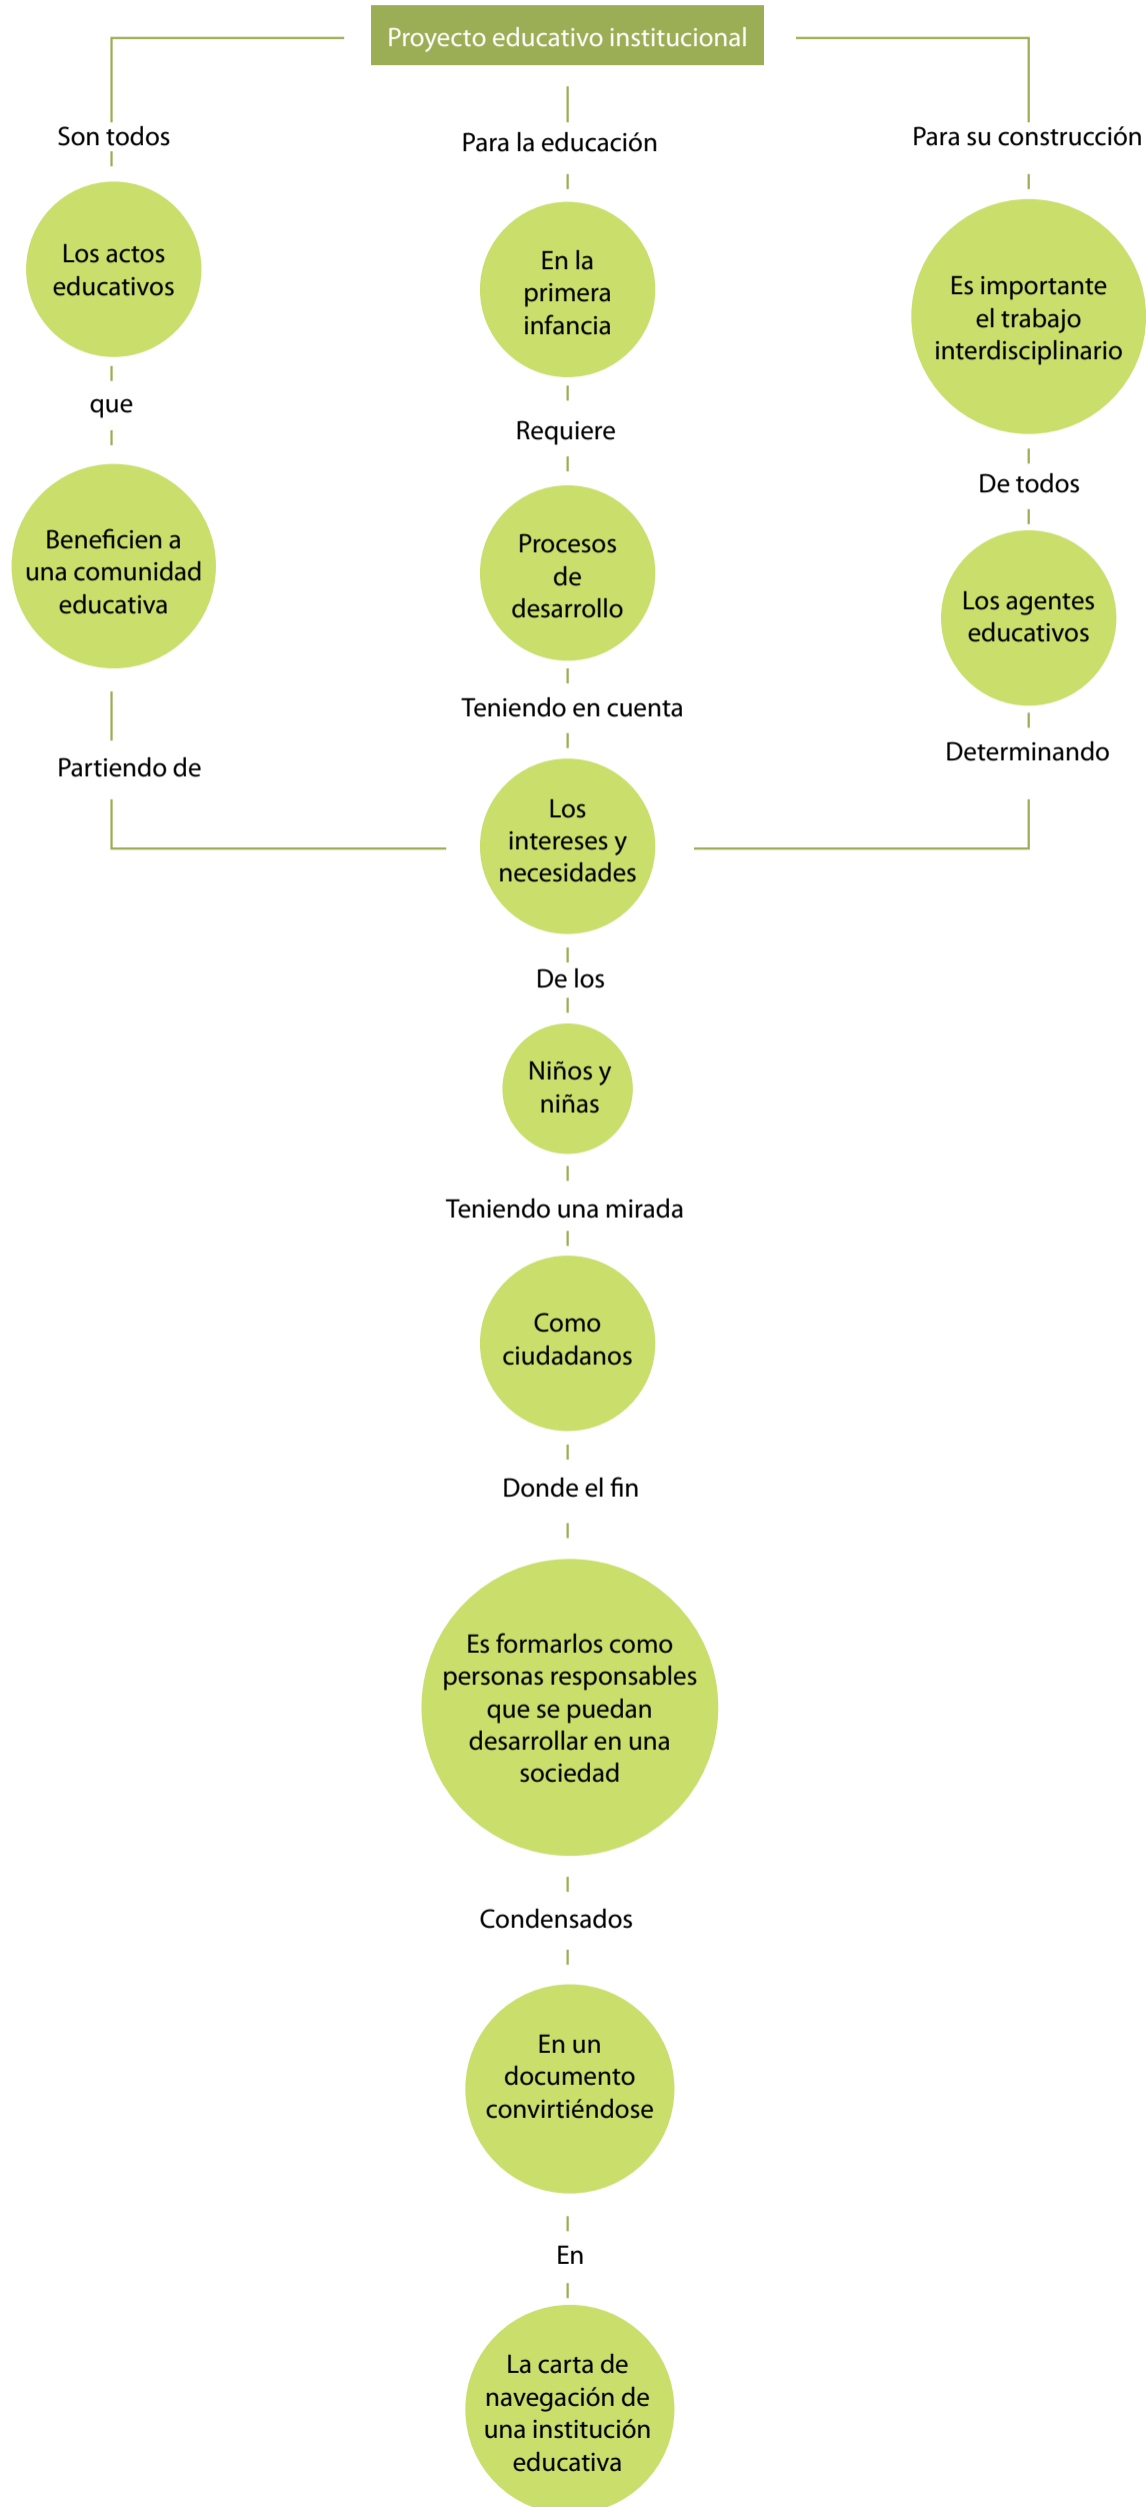 Proyecto educativo institucional
Son todos
Los actos
educativos
que
Beneficien a
una comunidad
educativa
Partiendo de
Para la educación
En la
primera
infancia
Requiere
Procesos
de
desarrollo
Teniendo en cuenta
Para su construcción
Es importante
el trabajo
interdisciplinario
De todos
Los agentes
educativos
Determinando
Los
intereses y
necesidades
De los
Niños y
niñas
Teniendo una mirada
Como
ciudadanos
Donde el fin
Es formarlos como
personas responsables
que se puedan
desarrollar en una
sociedad
Condensados
En un
documento
convirtiéndose
En
La carta de
navegación de
una institución
educativa